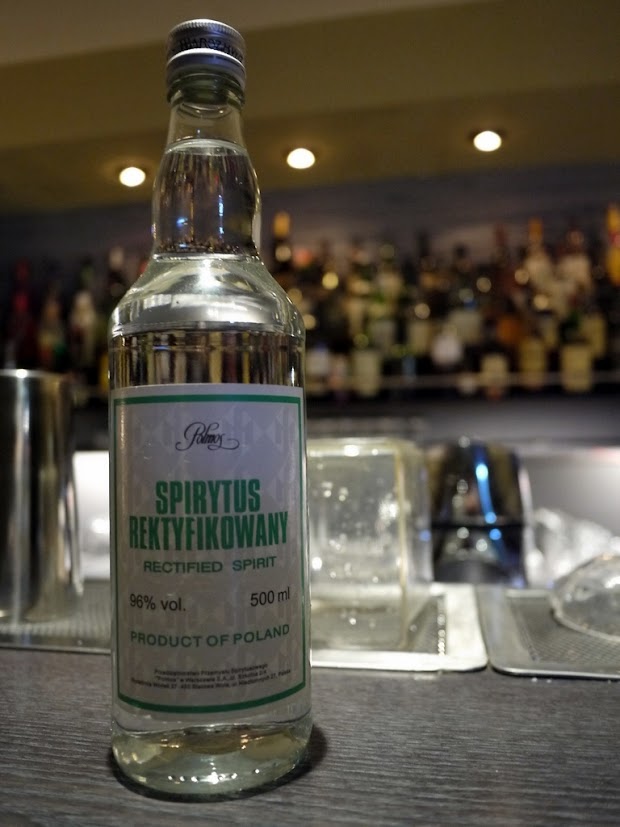 Polmos
SPIRYTUS
REKTYFIKOWANY
RECTIFIED SPIRIT
96% vol.
500 ml
PRODUCT OF POLAND